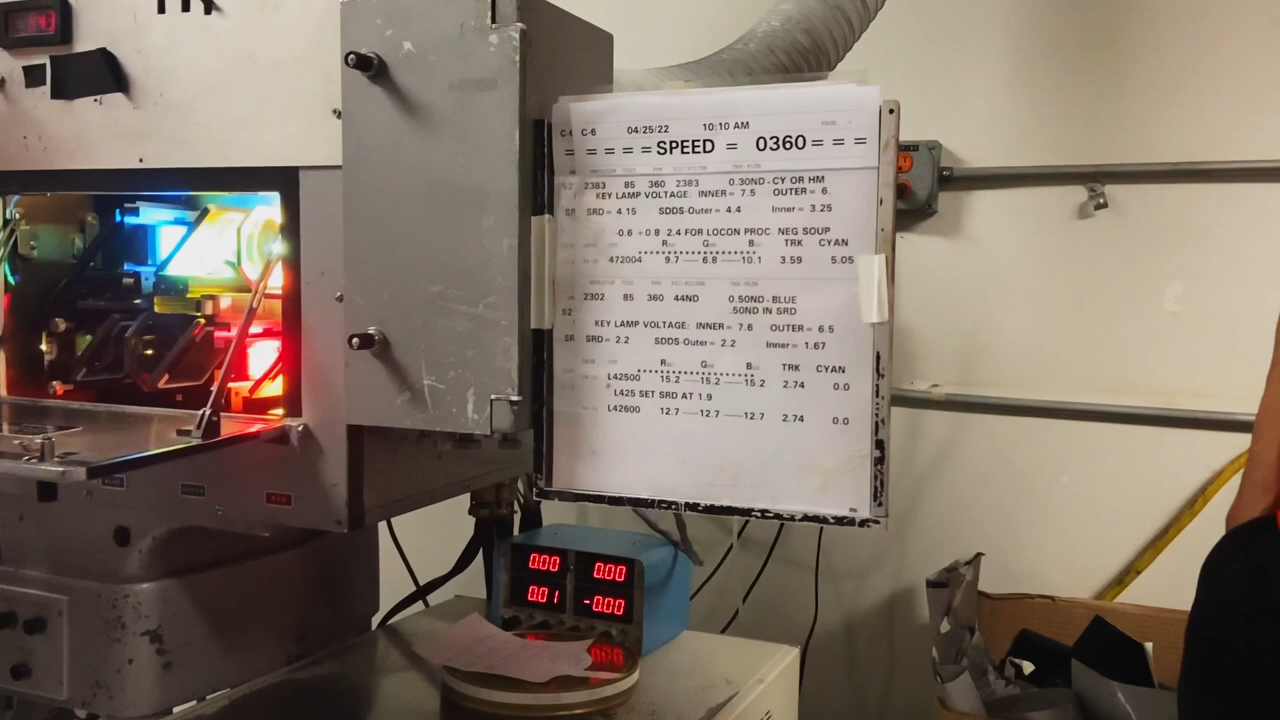 C-6 C-6 04/25/22 10:10 AM PAGE
= = = = = SPEED = 0360 = = =
52 2383 85 360 2383 0.30ND - CY OR HM
KEY LAMP VOLTAGE: INNER = 7.5 OUTER = 6.
SR SRD = 4.15 SDDS-Outer = 4.4 Inner = 3.25
-0.6 +0.8 -2.4 FOR LOCON PROC. NEG SOUP
R G B TRK CYAN
472004 9.7 ----- 6.8 ----- 10.1 3.59 5.05
2302 85 360 44ND 0.50ND - BLUE
52 .50ND IN SRD
KEY LAMP VOLTAGE: INNER = 7.6 OUTER = 6.5
SR SRD = 2.2 SDDS-Outer = 2.2 Inner = 1.67
R G B TRK CYAN
L42500 15.2 ----- 15.2 ----- 15.2 2.74 0.0
L425 SET SRD AT 1.9
L42600 12.7 ----- 12.7 ----- 12.7 2.74 0.0
0.00 0.00
0.01 -0.00